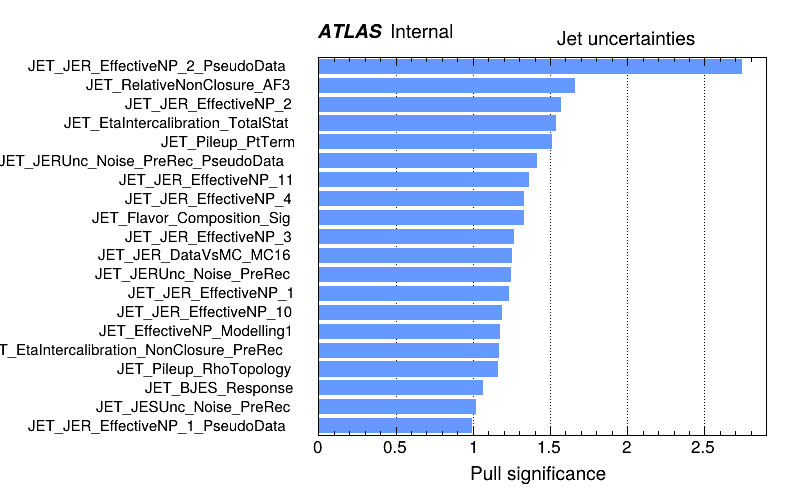 ATLAS Internal
Jet uncertainties
JET_JER_EffectiveNP_2_PseudoData
JET_RelativeNonClosure_AF3
JET_JER_EffectiveNP_2
JET_EtaIntercalibration_TotalStat
JET_Pileup_PtTerm
JET_JERUnc_Noise_PreRec_PseudoData
JET_JER_EffectiveNP_11
JET_JER_EffectiveNP_4
JET_Flavor_Composition_Sig
JET_JER_EffectiveNP_3
JET_JER_DataVsMC_MC16
JET_JERUnc_Noise_PreRec
JET_JER_EffectiveNP_1
JET_JER_EffectiveNP_10
JET_EffectiveNP_Modelling1
T_EtaIntercalibration_NonClosure_PreRec
JET_Pileup_RhoTopology
JET_BJES_Response
JET_JESUnc_Noise_PreRec
JET_JER_EffectiveNP_1_PseudoData
0 0.5 1 1.5 2 2.5
Pull significance